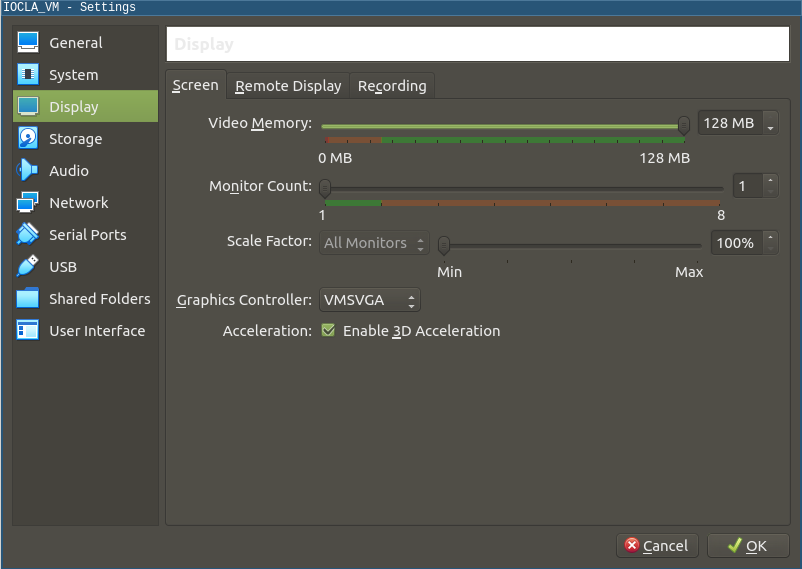 IOCLA_VM - Settings
General
System
Display
Storage
Audio
Network
Serial Ports
USB
Shared Folders
User Interface
Display
Screen Remote Display Recording
Video Memory: 128 MB
0 MB 128 MB
Monitor Count: 1
1 8
Scale Factor: All Monitors 100%
Min Max
Graphics Controller: VMSVGA
Acceleration: Enable 3D Acceleration
Cancel OK